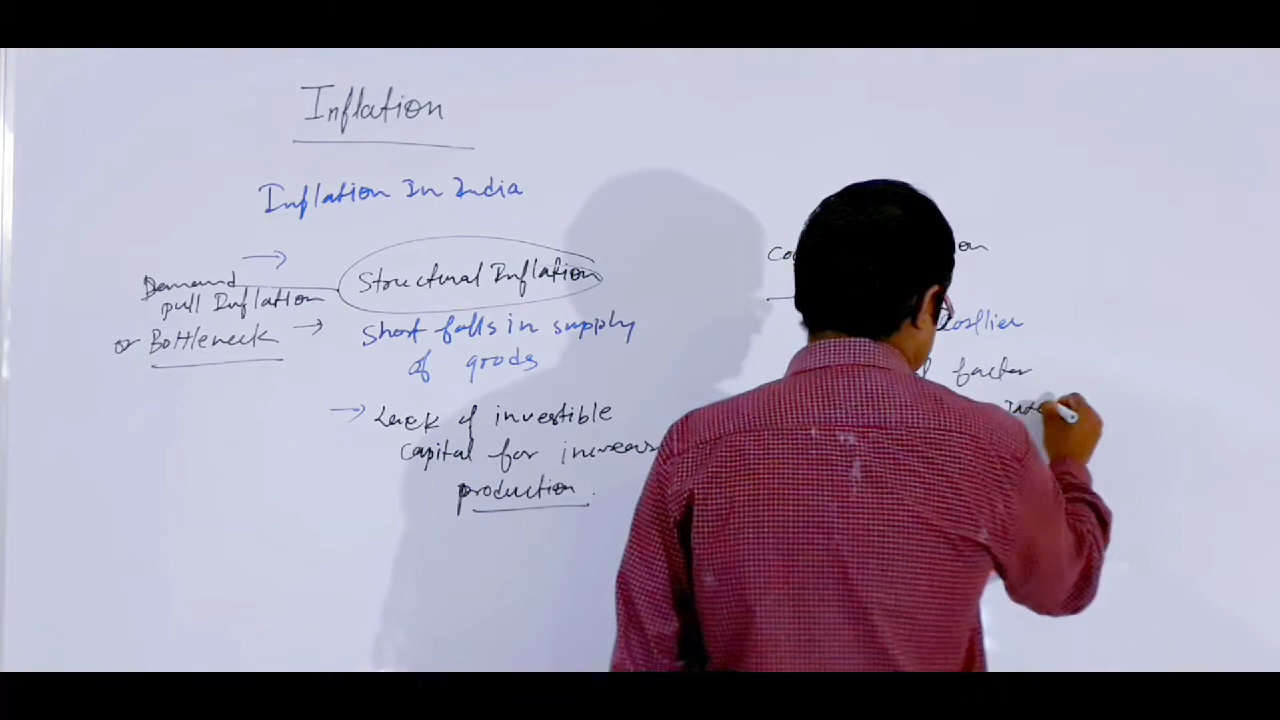 Inflation
Inflation In India
Demand
pull Inflation
or Bottleneck
Structural Inflation
Short falls in supply
of goods
Lack of investible
capital for increas
production.
Costlier
factor